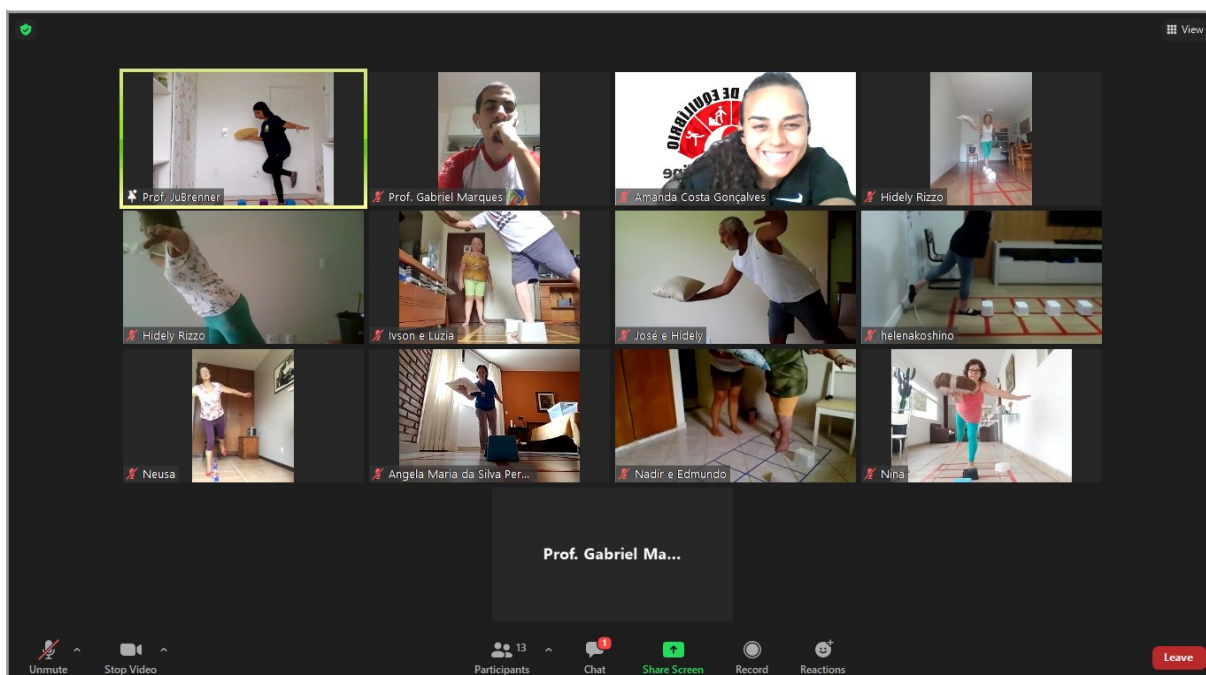 View
DE EQUILÍBRIO
Prof. JuBrenner
Prof. Gabriel Marques
Amanda Costa Gonçalves
Hidely Rizzo
Hidely Rizzo
Ivson e Luzia
José e Hidely
helenakoshino
Neusa
Angela Maria da Silva Per...
Nadir e Edmundo
Nina
Prof. Gabriel Ma...
Unmute
Stop Video
13
Participants
1
Chat
Share Screen
Record
Reactions
Leave